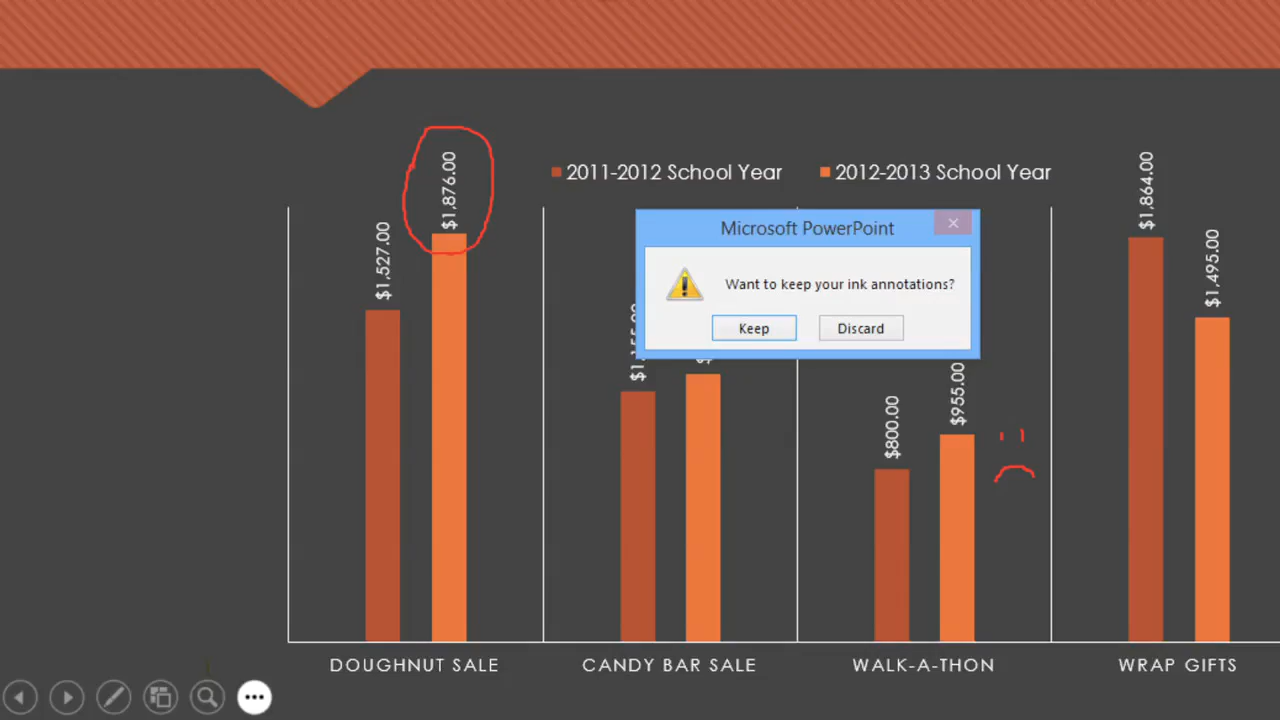 2011-2012 School Year
2012-2013 School Year
$1,527.00
$1,876.00
$800.00
$955.00
$1,864.00
$1,495.00
Microsoft PowerPoint
Want to keep your ink annotations?
Keep
Discard
DOUGHNUT SALE
CANDY BAR SALE
WALK-A-THON
WRAP GIFTS